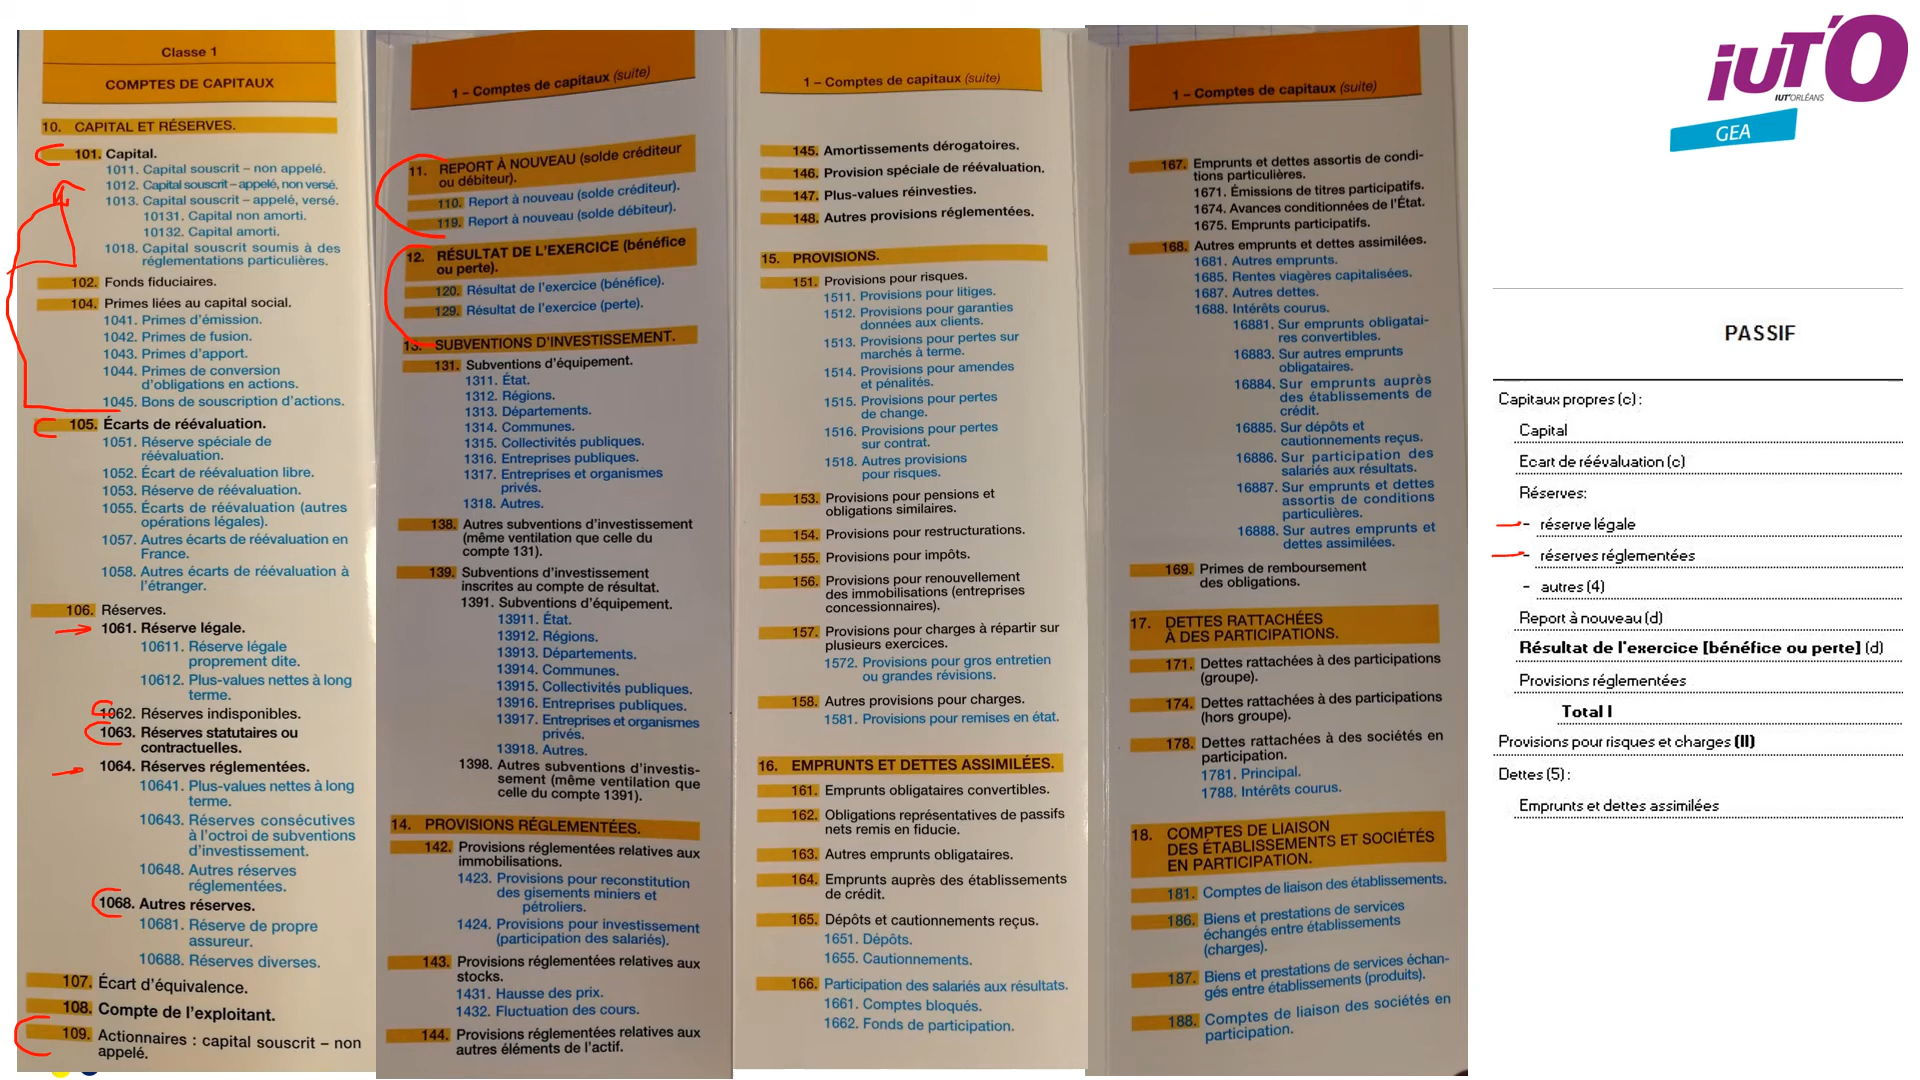 Classe 1
COMPTES DE CAPITAUX
10. CAPITAL ET RÉSERVES.
101. Capital.
1011. Capital souscrit – non appelé.
1012. Capital souscrit – appelé, non versé.
1013. Capital souscrit – appelé, versé.
10131. Capital non amorti.
10132. Capital amorti.
1018. Capital souscrit soumis à des
réglementations particulières.
102. Fonds fiduciaires.
104. Primes liées au capital social.
1041. Primes d'émission.
1042. Primes de fusion.
1043. Primes d'apport.
1044. Primes de conversion
d'obligations en actions.
1045. Bons de souscription d'actions.
105. Écarts de réévaluation.
1051. Réserve spéciale de
réévaluation.
1052. Écart de réévaluation libre.
1053. Réserve de réévaluation.
1055. Écarts de réévaluation (autres
opérations légales).
1057. Autres écarts de réévaluation en
France.
1058. Autres écarts de réévaluation à
l'étranger.
106. Réserves.
1061. Réserve légale.
10611. Réserve légale
proprement dite.
10612. Plus-values nettes à long
terme.
1062. Réserves indisponibles.
1063. Réserves statutaires ou
contractuelles.
1064. Réserves réglementées.
10641. Plus-values nettes à long
terme.
10643. Réserves consécutives
à l'octroi de subventions
d'investissement.
10648. Autres réserves
réglementées.
1068. Autres réserves.
10681. Réserve de propre
assureur.
10688. Réserves diverses.
107. Écart d'équivalence.
108. Compte de l'exploitant.
109. Actionnaires : capital souscrit – non
appelé.
1 – Comptes de capitaux (suite)
11. REPORT À NOUVEAU (solde créditeur
ou débiteur).
110. Report à nouveau (solde créditeur).
119. Report à nouveau (solde débiteur).
12. RÉSULTAT DE L'EXERCICE (bénéfice
ou perte).
120. Résultat de l'exercice (bénéfice).
129. Résultat de l'exercice (perte).
13. SUBVENTIONS D'INVESTISSEMENT.
131. Subventions d'équipement.
1311. État.
1312. Régions.
1313. Départements.
1314. Communes.
1315. Collectivités publiques.
1316. Entreprises publiques.
1317. Entreprises et organismes
privés.
1318. Autres.
138. Autres subventions d'investissement
(même ventilation que celle du
compte 131).
139. Subventions d'investissement
inscrites au compte de résultat.
1391. Subventions d'équipement.
13911. État.
13912. Régions.
13913. Départements.
13914. Communes.
13915. Collectivités publiques.
13916. Entreprises publiques.
13917. Entreprises et organismes
privés.
13918. Autres.
1398. Autres subventions d'investis-
sement (même ventilation que
celle du compte 1391).
14. PROVISIONS RÉGLEMENTÉES.
142. Provisions réglementées relatives aux
immobilisations.
1423. Provisions pour reconstitution
des gisements miniers et
pétroliers.
1424. Provisions pour investissement
(participation des salariés).
143. Provisions réglementées relatives aux
stocks.
1431. Hausse des prix.
1432. Fluctuation des cours.
144. Provisions réglementées relatives aux
autres éléments de l'actif.
1 – Comptes de capitaux (suite)
145. Amortissements dérogatoires.
146. Provision spéciale de réévaluation.
147. Plus-values réinvesties.
148. Autres provisions réglementées.
15. PROVISIONS.
151. Provisions pour risques.
1511. Provisions pour litiges.
1512. Provisions pour garanties
données aux clients.
1513. Provisions pour pertes sur
marchés à terme.
1514. Provisions pour amendes
et pénalités.
1515. Provisions pour pertes
de change.
1516. Provisions pour pertes
sur contrat.
1518. Autres provisions
pour risques.
153. Provisions pour pensions et
obligations similaires.
154. Provisions pour restructurations.
155. Provisions pour impôts.
156. Provisions pour renouvellement
des immobilisations (entreprises
concessionnaires).
157. Provisions pour charges à répartir sur
plusieurs exercices.
1572. Provisions pour gros entretien
ou grandes révisions.
158. Autres provisions pour charges.
1581. Provisions pour remises en état.
16. EMPRUNTS ET DETTES ASSIMILÉES.
161. Emprunts obligataires convertibles.
162. Obligations représentatives de passifs
nets remis en fiducie.
163. Autres emprunts obligataires.
164. Emprunts auprès des établissements
de crédit.
165. Dépôts et cautionnements reçus.
1651. Dépôts.
1655. Cautionnements.
166. Participation des salariés aux résultats.
1661. Comptes bloqués.
1662. Fonds de participation.
1 – Comptes de capitaux (suite)
167. Emprunts et dettes assortis de condi-
tions particulières.
1671. Émissions de titres participatifs.
1674. Avances conditionnées de l'État.
1675. Emprunts participatifs.
168. Autres emprunts et dettes assimilées.
1681. Autres emprunts.
1685. Rentes viagères capitalisées.
1687. Autres dettes.
1688. Intérêts courus.
16881. Sur emprunts obligatai-
res convertibles.
16883. Sur autres emprunts
obligataires.
16884. Sur emprunts auprès
des établissements de
crédit.
16885. Sur dépôts et
cautionnements reçus.
16886. Sur participation des
salariés aux résultats.
16887. Sur emprunts et dettes
assortis de conditions
particulières.
16888. Sur autres emprunts et
dettes assimilées.
169. Primes de remboursement
des obligations.
17. DETTES RATTACHÉES
À DES PARTICIPATIONS.
171. Dettes rattachées à des participations
(groupe).
174. Dettes rattachées à des participations
(hors groupe).
178. Dettes rattachées à des sociétés en
participation.
1781. Principal.
1788. Intérêts courus.
18. COMPTES DE LIAISON
DES ÉTABLISSEMENTS ET SOCIÉTÉS
EN PARTICIPATION.
181. Comptes de liaison des établissements.
186. Biens et prestations de services
échangés entre établissements
(charges).
187. Biens et prestations de services échan-
gés entre établissements (produits).
188. Comptes de liaison des sociétés en
participation.
iUT'O
IUT'ORLÉANS
GEA
PASSIF
Capitaux propres (c) :
Capital
Ecart de réévaluation (c)
Réserves:
- réserve légale
- réserves réglementées
- autres (4)
Report à nouveau (d)
Résultat de l'exercice [bénéfice ou perte] (d)
Provisions réglementées
Total I
Provisions pour risques et charges (II)
Dettes (5) :
Emprunts et dettes assimilées